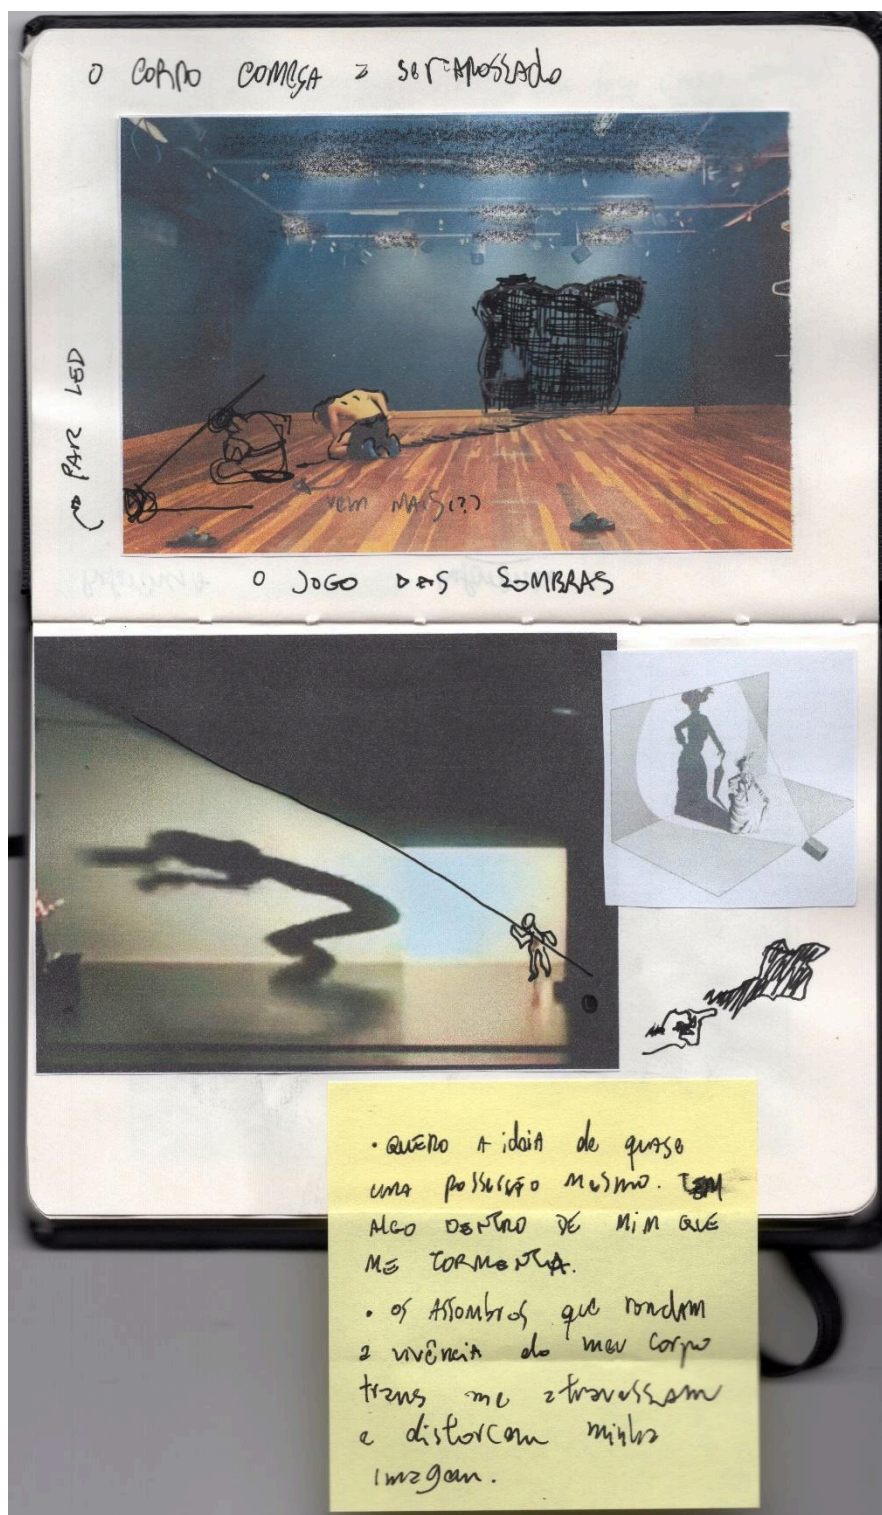 O CORPO COMEÇA a ser APOSSADO
PAR LED
vem MAIS(?)
O JOGO DAS SOMBRAS
• QUERO A ideia de quase
uma possessão mesmo. TEM
ALGO DENTRO DE MIM QUE
ME TORMENTA.
• os Assombros que rondam
a vivência do meu corpo
trans me atravessam
e distorcem minha
imagem.